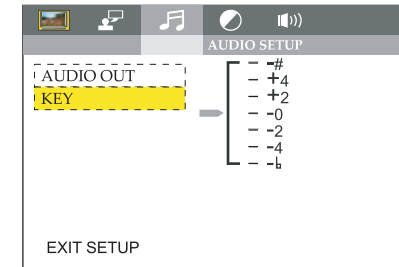 AUDIO SETUP
AUDIO OUT
KEY
– -#
– +4
– +2
– -0
– -2
– -4
– -♭
EXIT SETUP